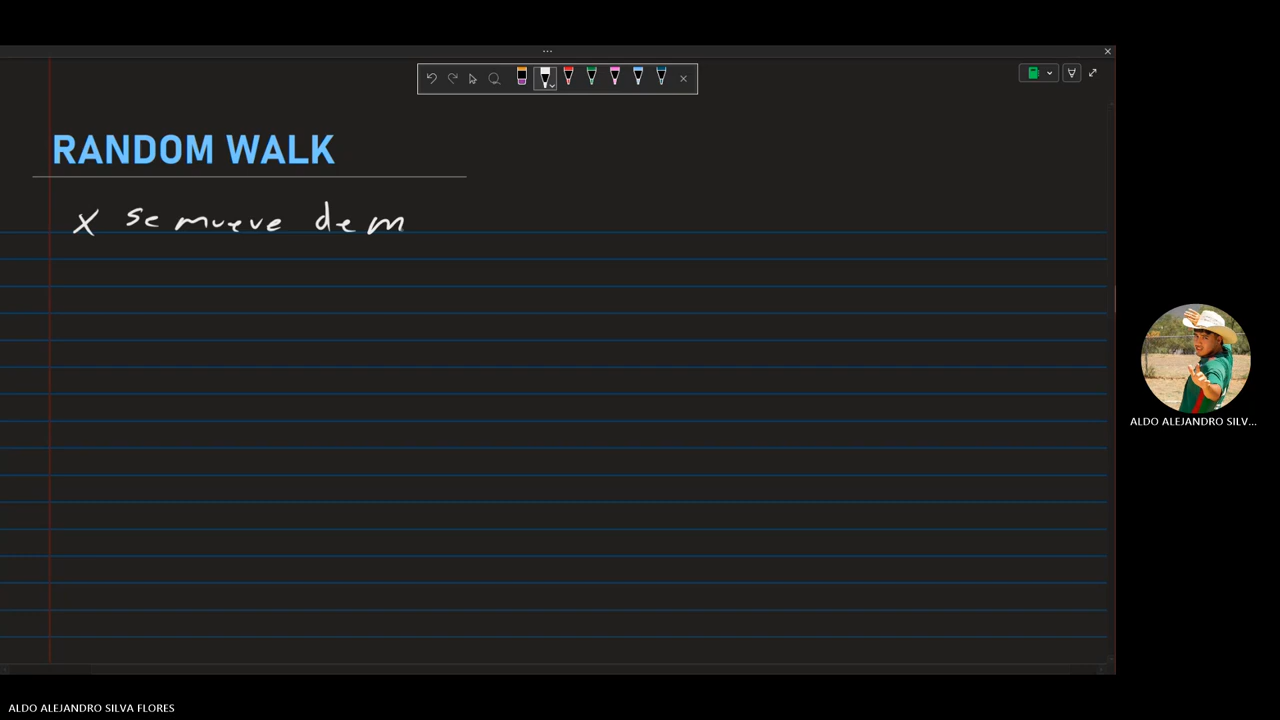 RANDOM WALK
X se mueve de m
ALDO ALEJANDRO SILV...
ALDO ALEJANDRO SILVA FLORES